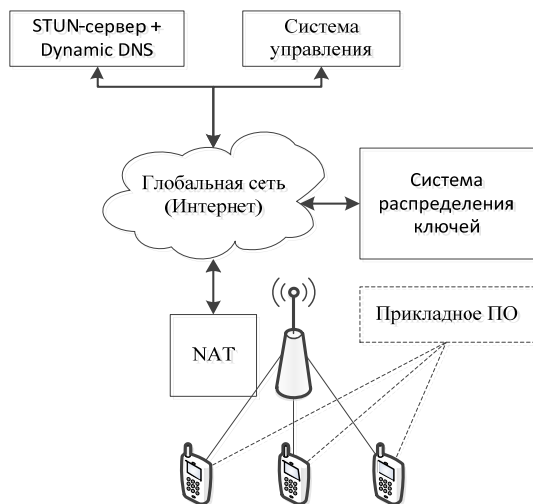 STUN-сервер +
Dynamic DNS
Система
управления
Глобальная сеть
(Интернет)
Система
распределения
ключей
Прикладное ПО
NAT